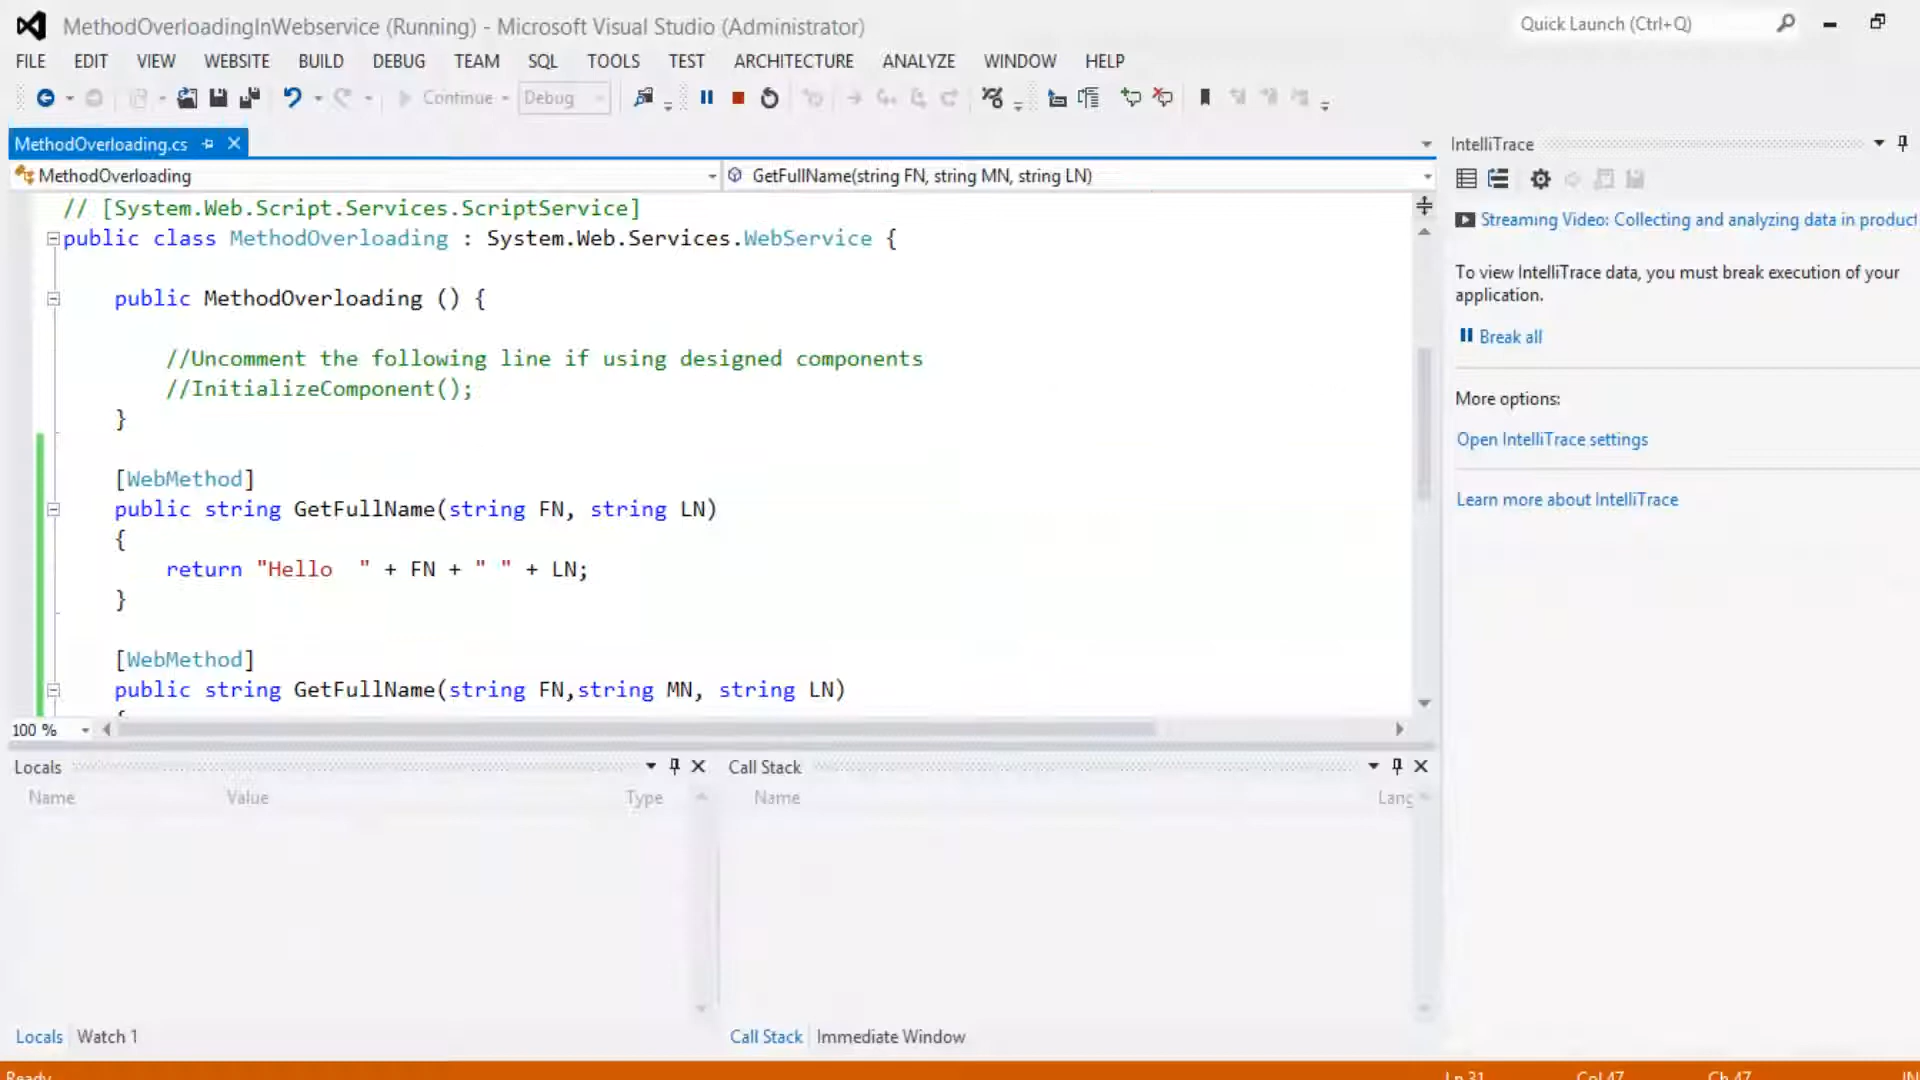 MethodOverloadingInWebservice (Running) - Microsoft Visual Studio (Administrator)
Quick Launch (Ctrl+Q)
FILE EDIT VIEW WEBSITE BUILD DEBUG TEAM SQL TOOLS TEST ARCHITECTURE ANALYZE WINDOW HELP
Continue Debug
MethodOverloading.cs
MethodOverloading
GetFullName(string FN, string MN, string LN)
// [System.Web.Script.Services.ScriptService]
public class MethodOverloading : System.Web.Services.WebService {
public MethodOverloading () {
//Uncomment the following line if using designed components
//InitializeComponent();
}
[WebMethod]
public string GetFullName(string FN, string LN)
{
return "Hello  " + FN + " " + LN;
}
[WebMethod]
public string GetFullName(string FN,string MN, string LN)
{
100 %
IntelliTrace
Streaming Video: Collecting and analyzing data in product
To view IntelliTrace data, you must break execution of your
application.
Break all
More options:
Open IntelliTrace settings
Learn more about IntelliTrace
Locals
Name Value Type
Call Stack
Name Lang
Locals Watch 1
Call Stack Immediate Window
Ready Ln 31 Col 47 Ch 47 IN